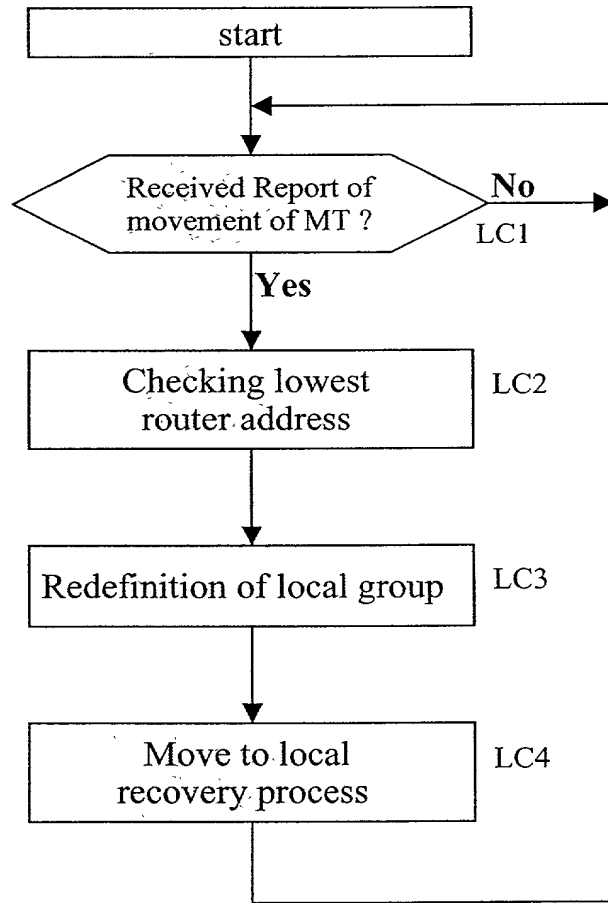 start
Received Report of
movement of MT ?
No
LC1
Yes
Checking lowest
router address
LC2
Redefinition of local group
LC3
Move to local
recovery process
LC4